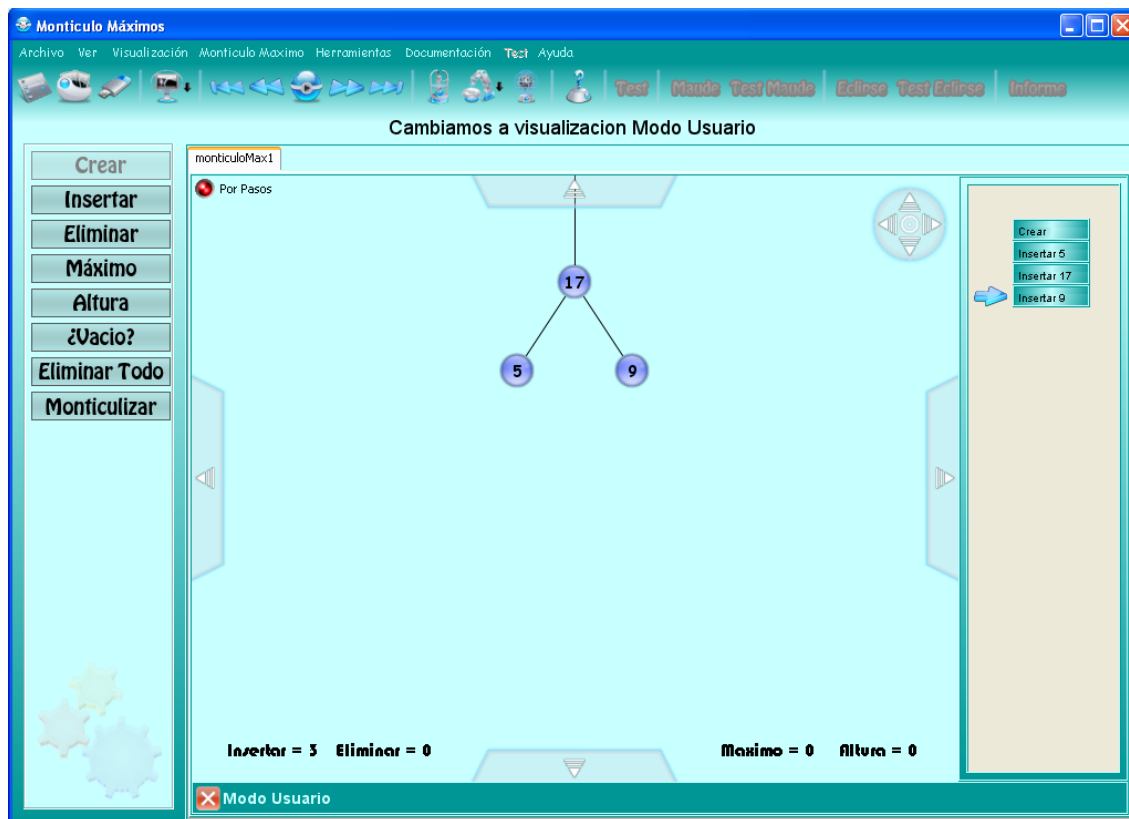 Monticulo Máximos
Archivo Ver Visualización Monticulo Maximo Herramientas Documentación Test Ayuda
Test Maude Test Maude Eclipse Test Eclipse Informe
Cambiamos a visualizacion Modo Usuario
Crear
Insertar
Eliminar
Máximo
Altura
¿Vacio?
Eliminar Todo
Monticulizar
monticuloMax1
Por Pasos
17
5 9
Crear
Insertar 5
Insertar 17
Insertar 9
Insertar = 3 Eliminar = 0 Maximo = 0 Altura = 0
Modo Usuario